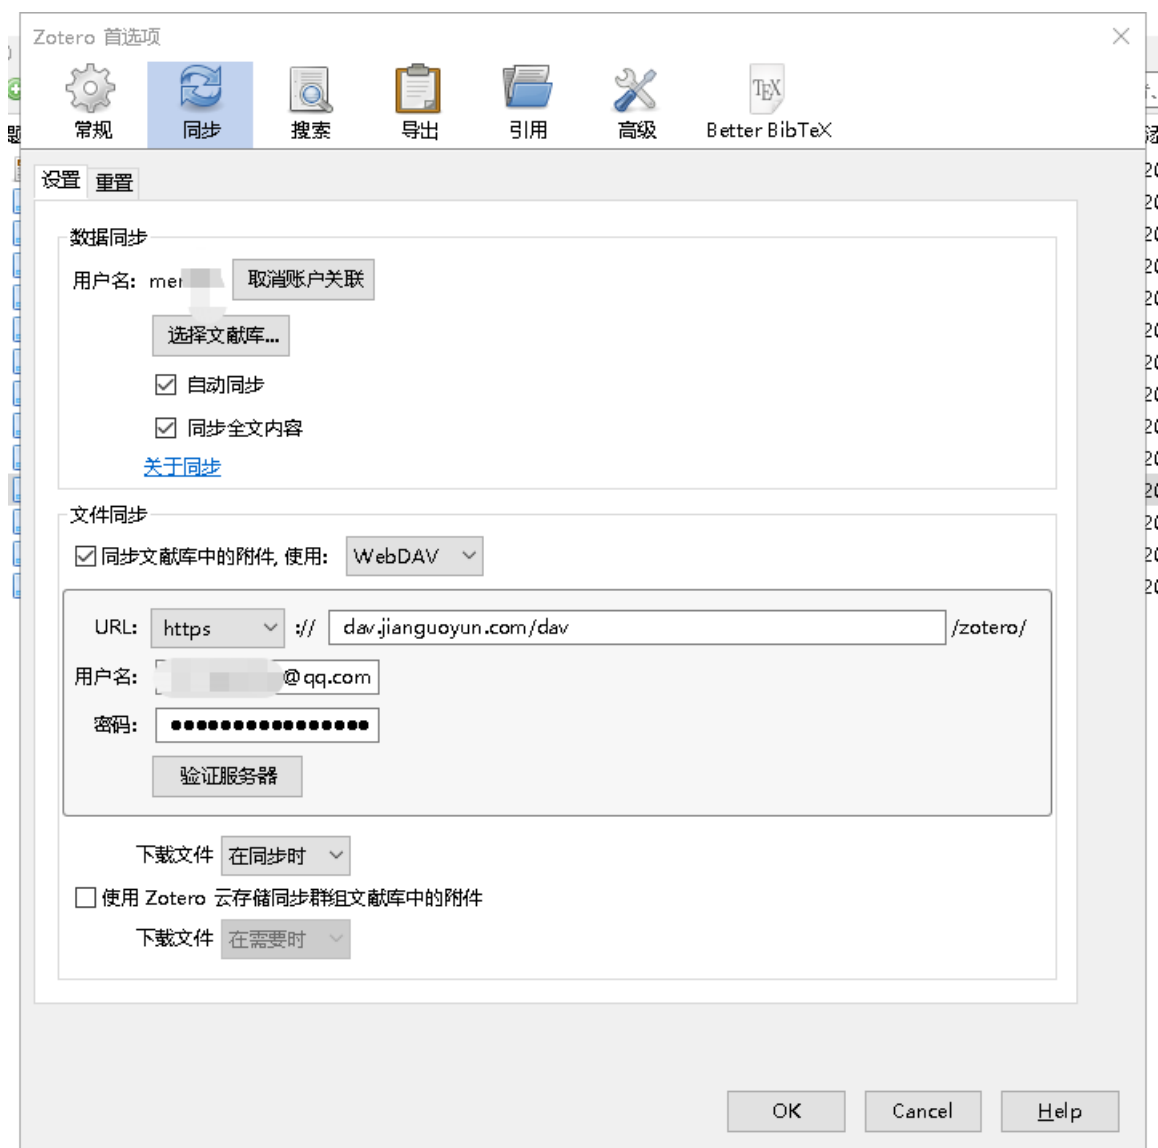 Zotero 首选项
常规 同步 搜索 导出 引用 高级 TEX Better BibTeX
设置 重置
数据同步
用户名: mer 取消账户关联
选择文献库...
自动同步
同步全文内容
关于同步
文件同步
同步文献库中的附件, 使用: WebDAV
URL: https :// dav.jianguoyun.com/dav /zotero/
用户名: @qq.com
密码: ●●●●●●●●●●●●●●●●
验证服务器
下载文件 在同步时
使用 Zotero 云存储同步群组文献库中的附件
下载文件 在需要时
OK Cancel Help